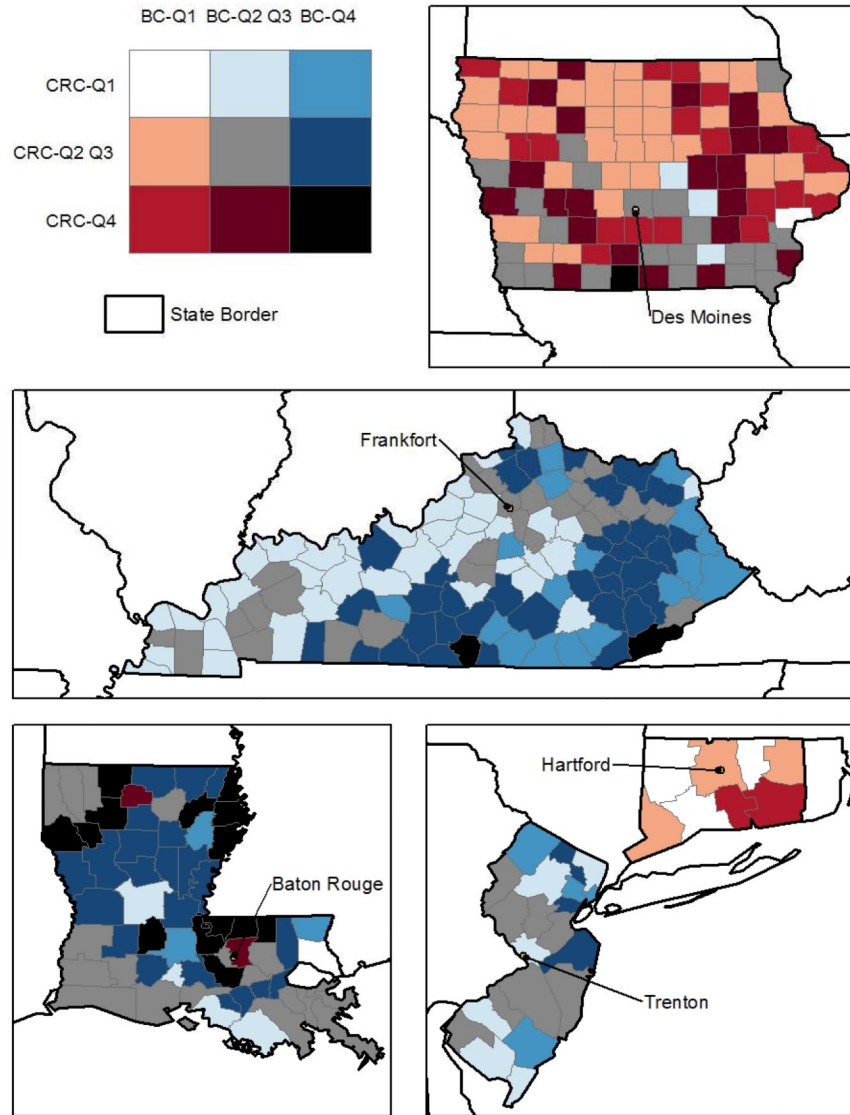 BC-Q1 BC-Q2 Q3 BC-Q4
CRC-Q1
CRC-Q2 Q3
CRC-Q4
State Border
Des Moines
Frankfort
Baton Rouge
Hartford
Trenton